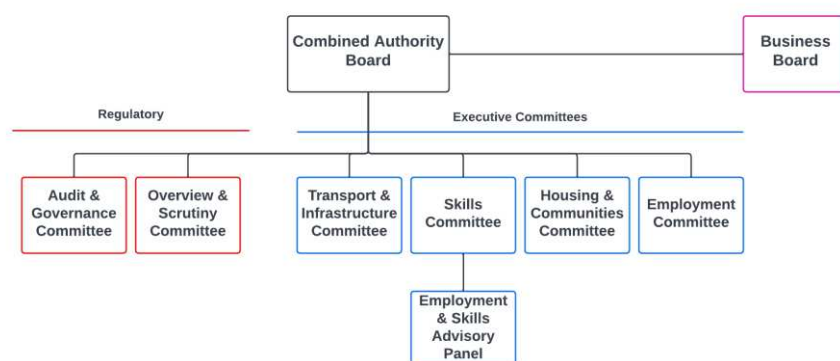 Combined Authority
Board
Business
Board
Regulatory
Executive Committees
Audit &
Governance
Committee
Overview &
Scrutiny
Committee
Transport &
Infrastructure
Committee
Skills
Committee
Housing &
Communities
Committee
Employment
Committee
Employment
& Skills
Advisory
Panel